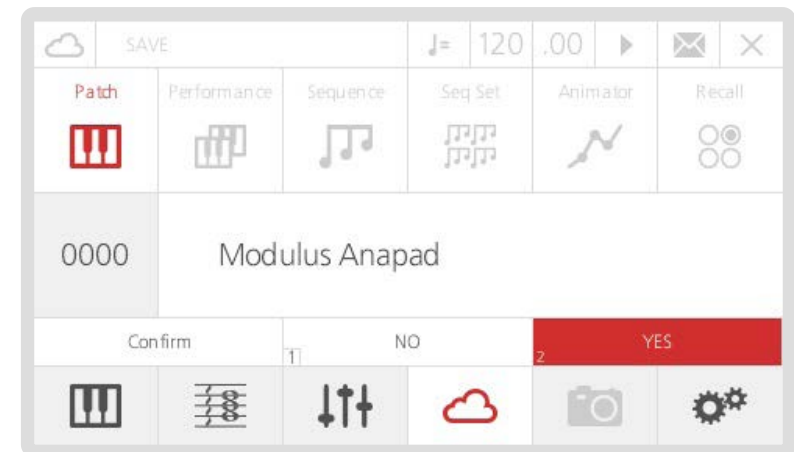 SAVE ♩= 120 .00
Patch Performance Sequence Seq Set Animator Recall
0000 Modulus Anapad
Confirm 1 NO 2 YES